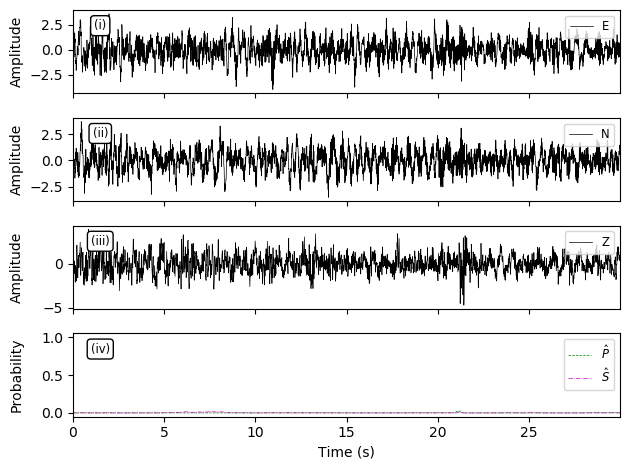 Amplitude
2.5
0.0
−2.5
(i)
E
Amplitude
2.5
0.0
−2.5
(ii)
N
Amplitude
0
−5
(iii)
Z
Probability
1.0
0.5
0.0
(iv)
P̂
Ŝ
0 5 10 15 20 25
Time (s)